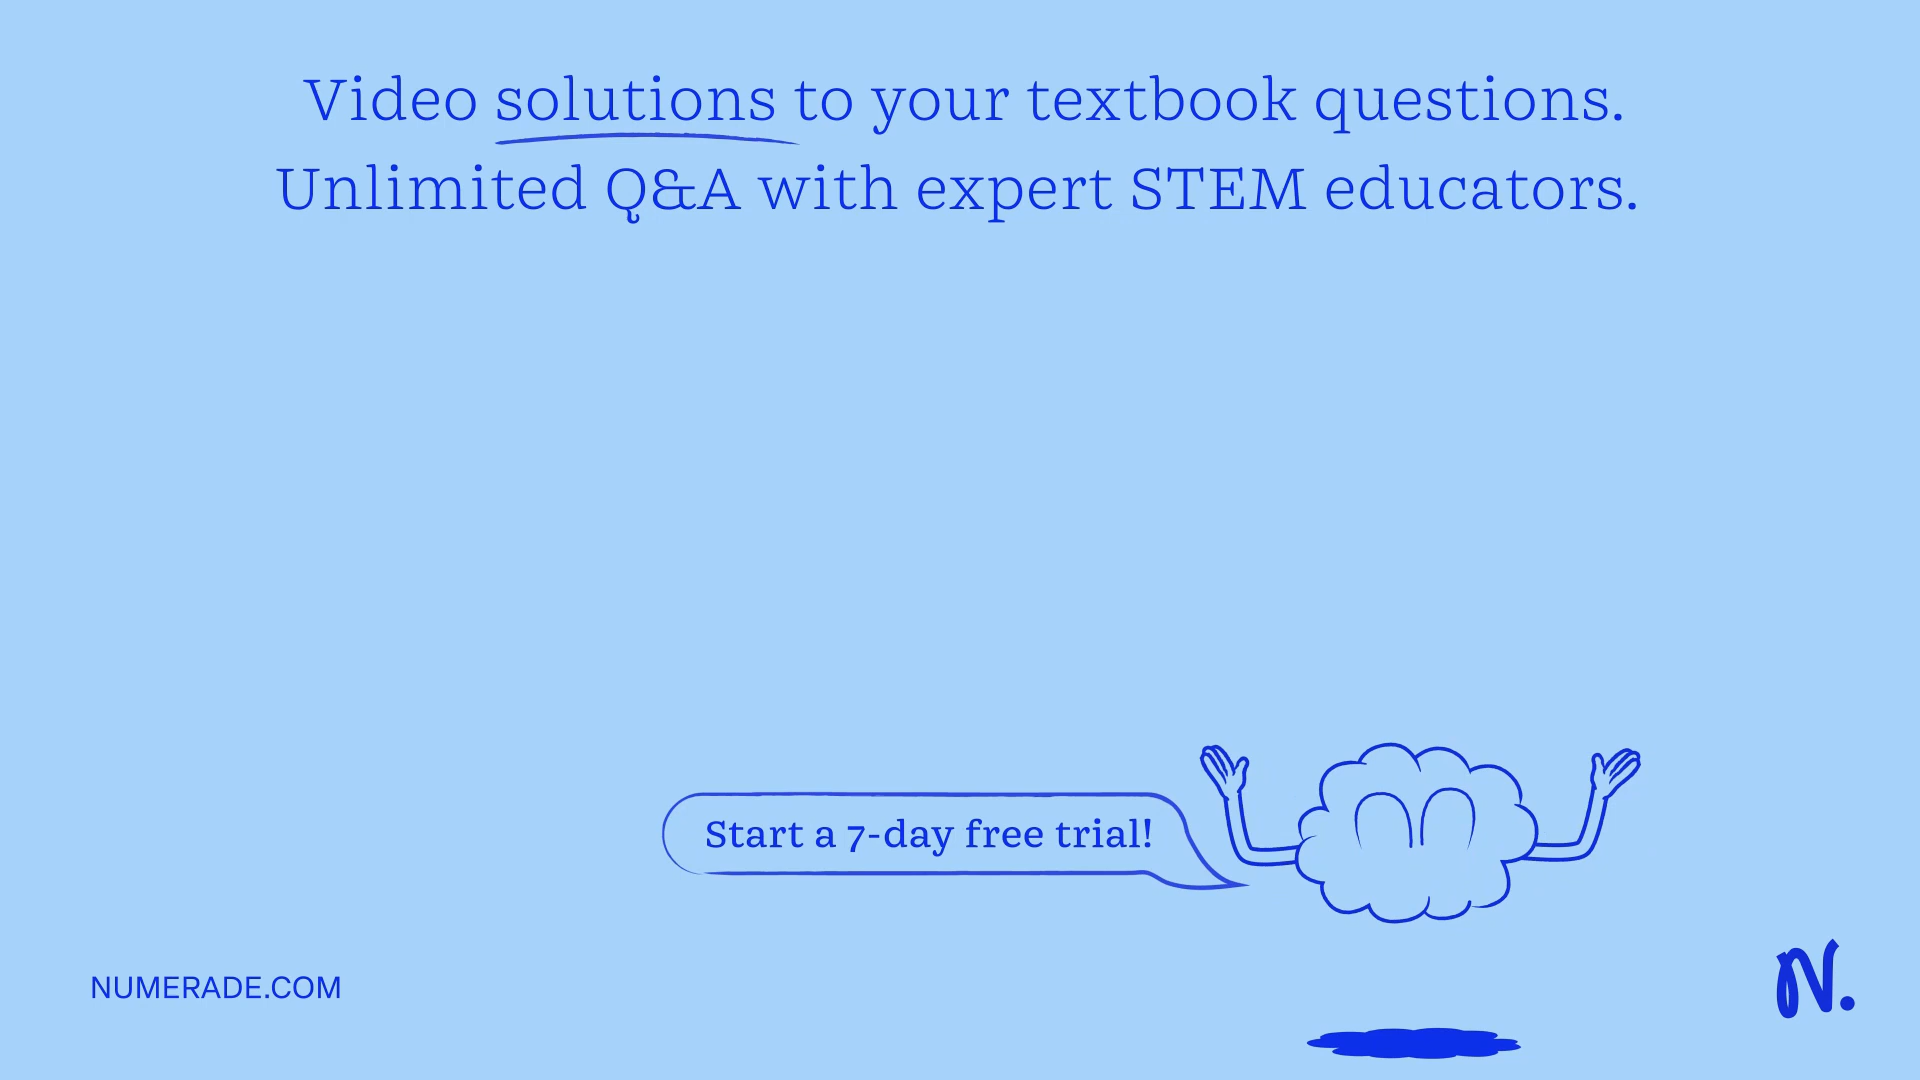 Video solutions to your textbook questions.
Unlimited Q&A with expert STEM educators.
Start a 7-day free trial!
NUMERADE.COM
N.